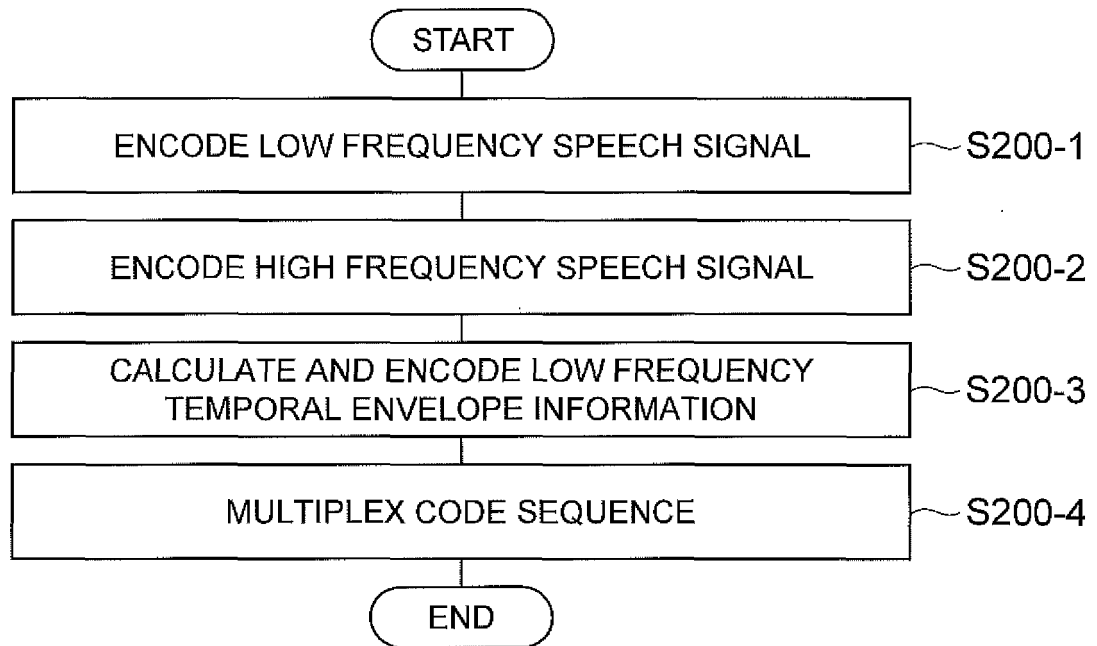 START
ENCODE LOW FREQUENCY SPEECH SIGNAL
S200-1
ENCODE HIGH FREQUENCY SPEECH SIGNAL
S200-2
CALCULATE AND ENCODE LOW FREQUENCY
TEMPORAL ENVELOPE INFORMATION
S200-3
MULTIPLEX CODE SEQUENCE
S200-4
END